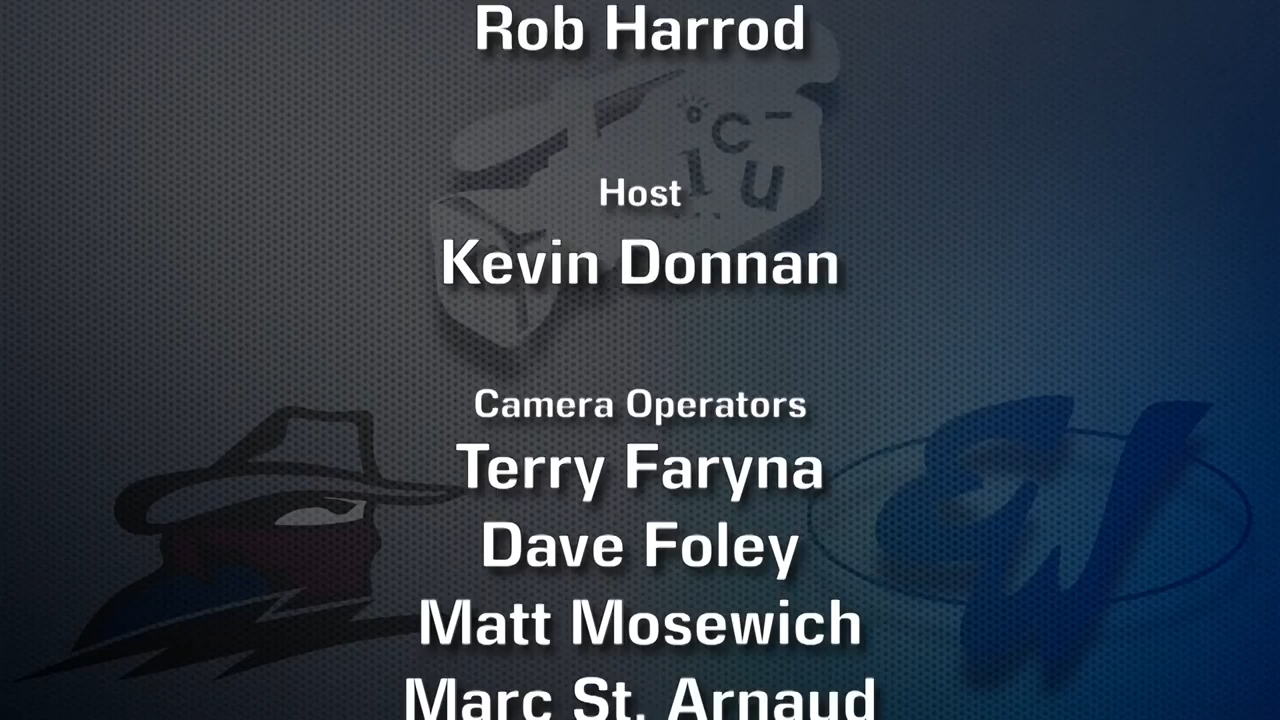 Rob Harrod
Host
Kevin Donnan
Camera Operators
Terry Faryna
Dave Foley
Matt Mosewich
Marc St. Arnaud